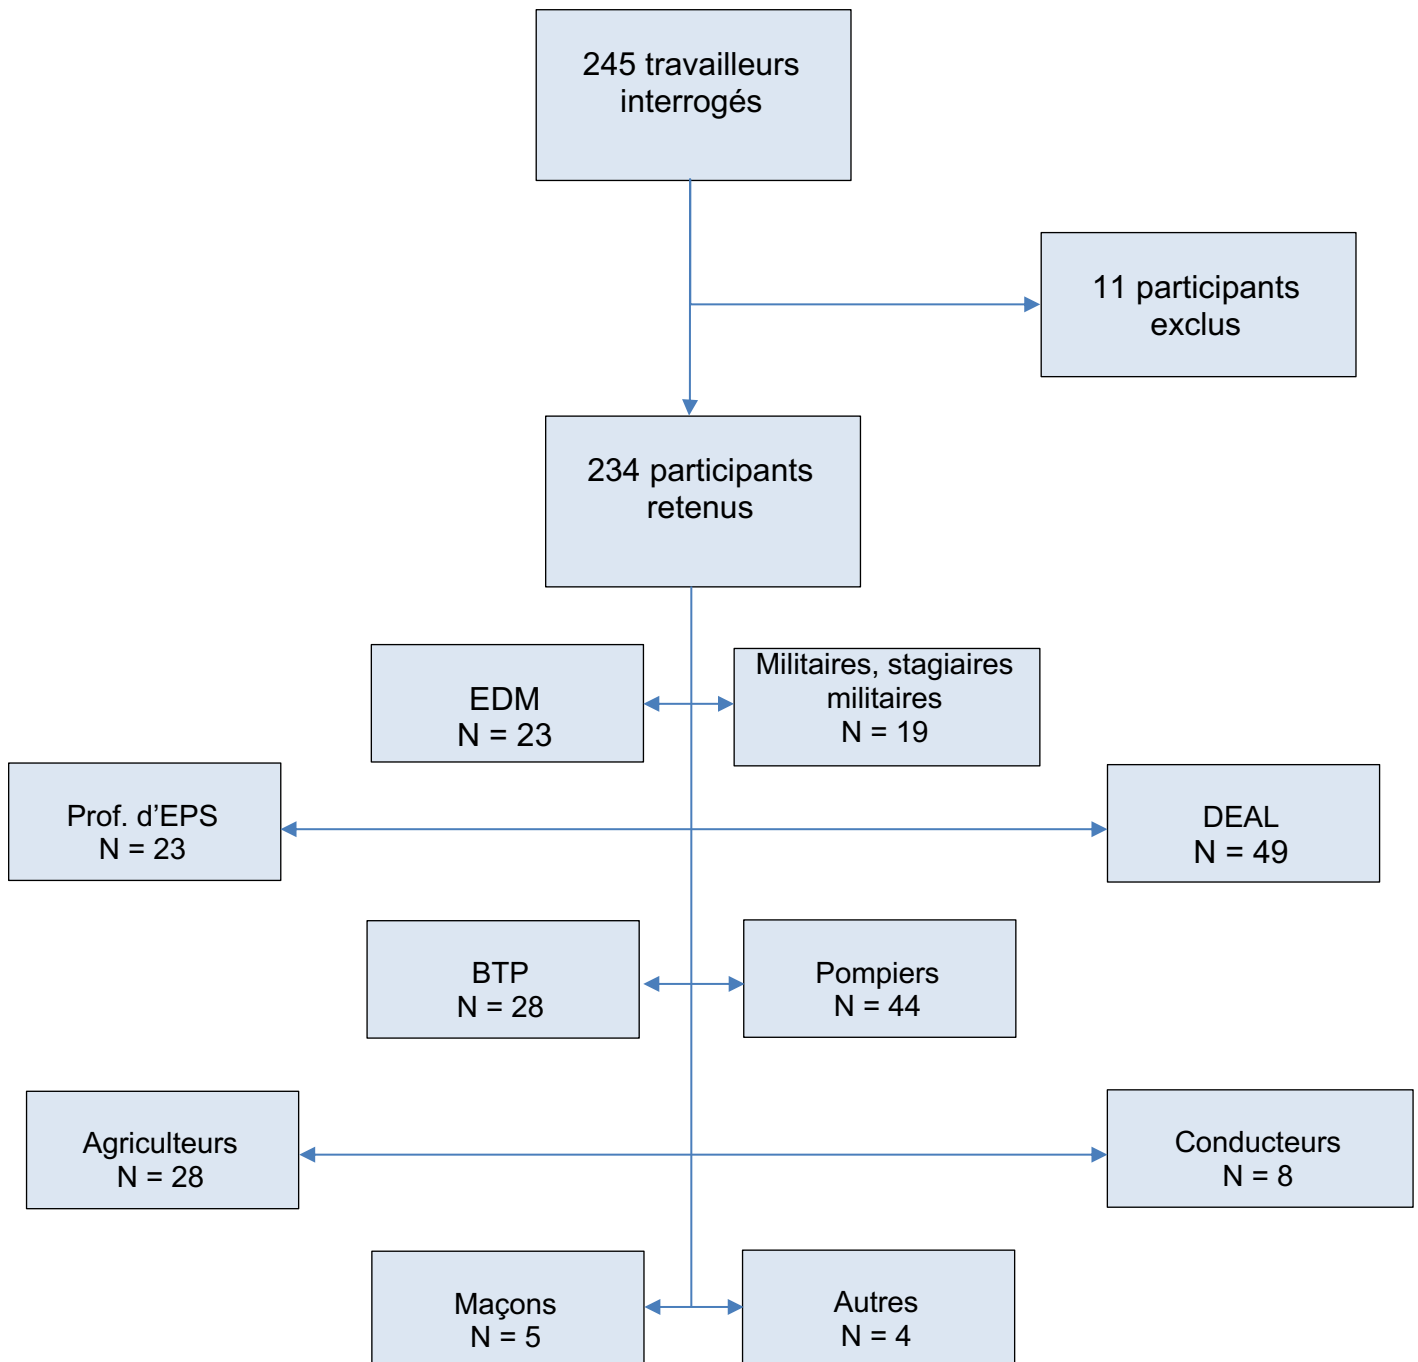 245 travailleurs
interrogés
11 participants
exclus
234 participants
retenus
EDM
N = 23
Militaires, stagiaires
militaires
N = 19
Prof. d’EPS
N = 23
DEAL
N = 49
BTP
N = 28
Pompiers
N = 44
Agriculteurs
N = 28
Conducteurs
N = 8
Maçons
N = 5
Autres
N = 4